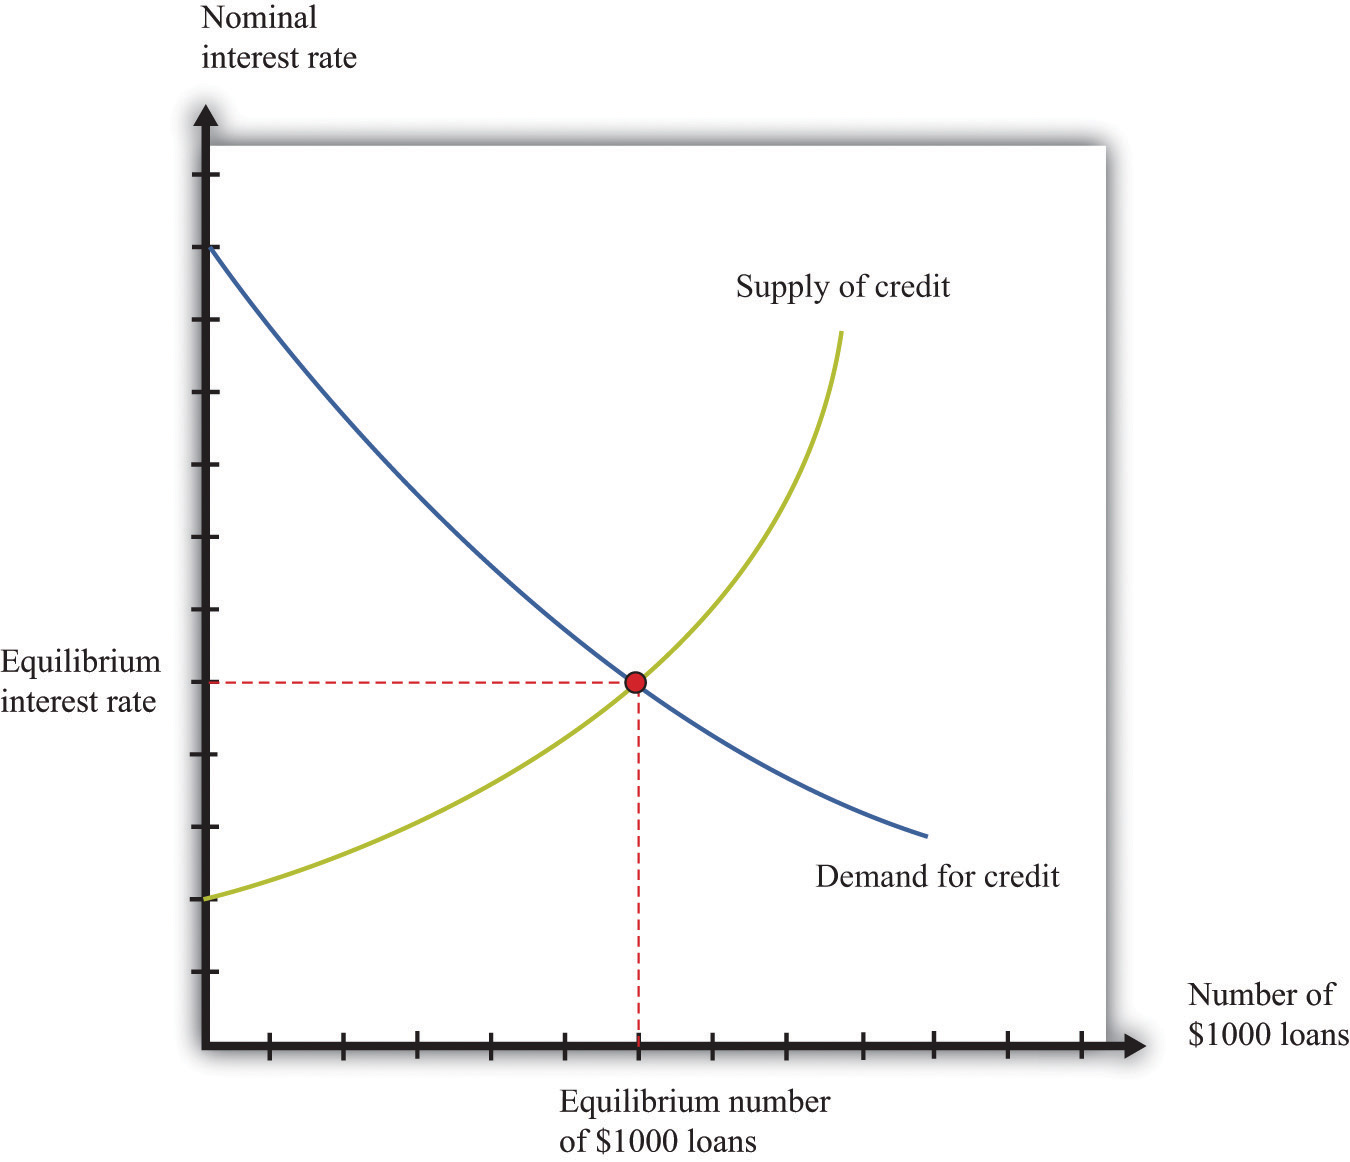 Nominal
interest rate
Supply of credit
Equilibrium
interest rate
Demand for credit
Number of
$1000 loans
Equilibrium number
of $1000 loans